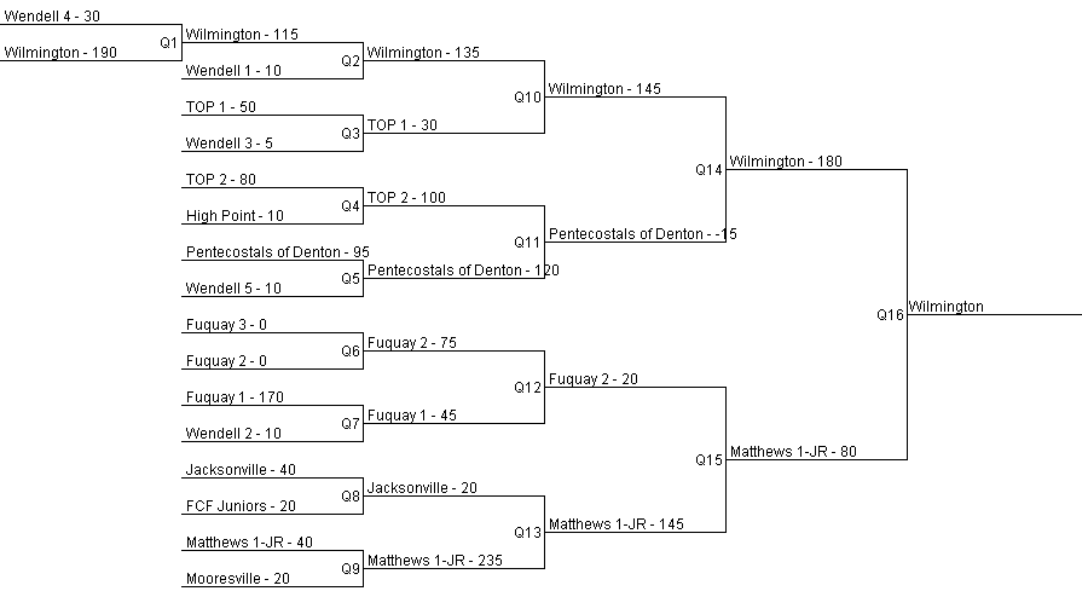 Wendell 4 - 30
Wilmington - 190
Q1
Wilmington - 115
Wendell 1 - 10
Q2
TOP 1 - 50
Wendell 3 - 5
Q3
TOP 2 - 80
High Point - 10
Q4
Pentecostals of Denton - 95
Wendell 5 - 10
Q5
Fuquay 3 - 0
Fuquay 2 - 0
Q6
Fuquay 1 - 170
Wendell 2 - 10
Q7
Jacksonville - 40
FCF Juniors - 20
Q8
Matthews 1-JR - 40
Mooresville - 20
Q9
Wilmington - 135
TOP 1 - 30
Q10
TOP 2 - 100
Pentecostals of Denton - 120
Q11
Fuquay 2 - 75
Fuquay 1 - 45
Q12
Jacksonville - 20
Matthews 1-JR - 235
Q13
Wilmington - 145
Pentecostals of Denton - -15
Q14
Fuquay 2 - 20
Matthews 1-JR - 145
Q15
Wilmington - 180
Matthews 1-JR - 80
Q16
Wilmington